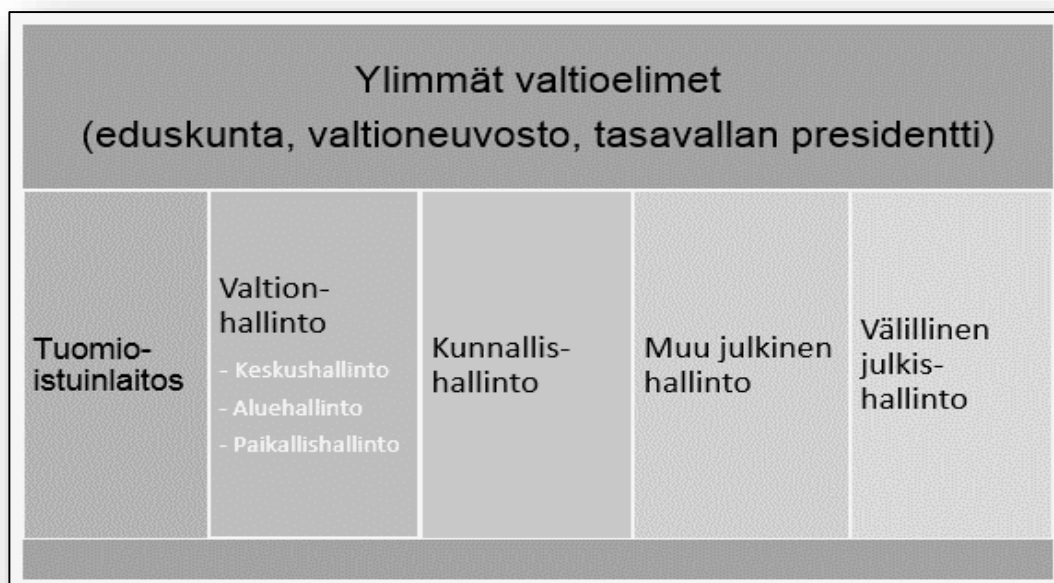 Ylimmät valtioelimet
(eduskunta, valtioneuvosto, tasavallan presidentti)
Tuomio-
istuinlaitos
Valtion-
hallinto
- Keskushallinto
- Aluehallinto
- Paikallishallinto
Kunnallis-
hallinto
Muu julkinen
hallinto
Välillinen
julkis-
hallinto